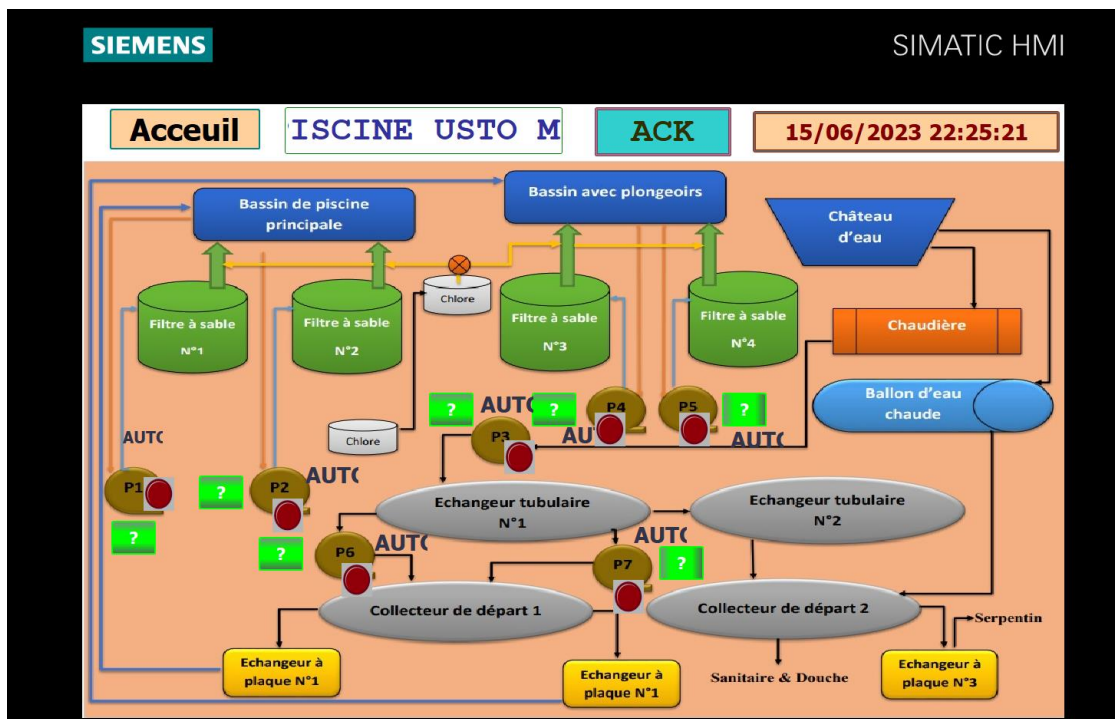 SIEMENS
SIMATIC HMI
Acceuil
ISCINE USTO M
ACK
15/06/2023 22:25:21
Bassin de piscine
principale
Bassin avec plongeoirs
Château
d'eau
Chlore
Filtre à sable
N°1
Filtre à sable
N°2
Filtre à sable
N°3
Filtre à sable
N°4
Chaudière
Ballon d'eau
chaude
?
AUTO
?
P4
P5
?
AUTO
Chlore
P3
AUT
AUTO
P1
?
P2
AUTO
?
?
Echangeur tubulaire
N°1
Echangeur tubulaire
N°2
P6
AUTO
AUTO
P7
?
Collecteur de départ 1
Collecteur de départ 2
Serpentin
Echangeur à
plaque N°1
Echangeur à
plaque N°1
Sanitaire & Douche
Echangeur à
plaque N°3